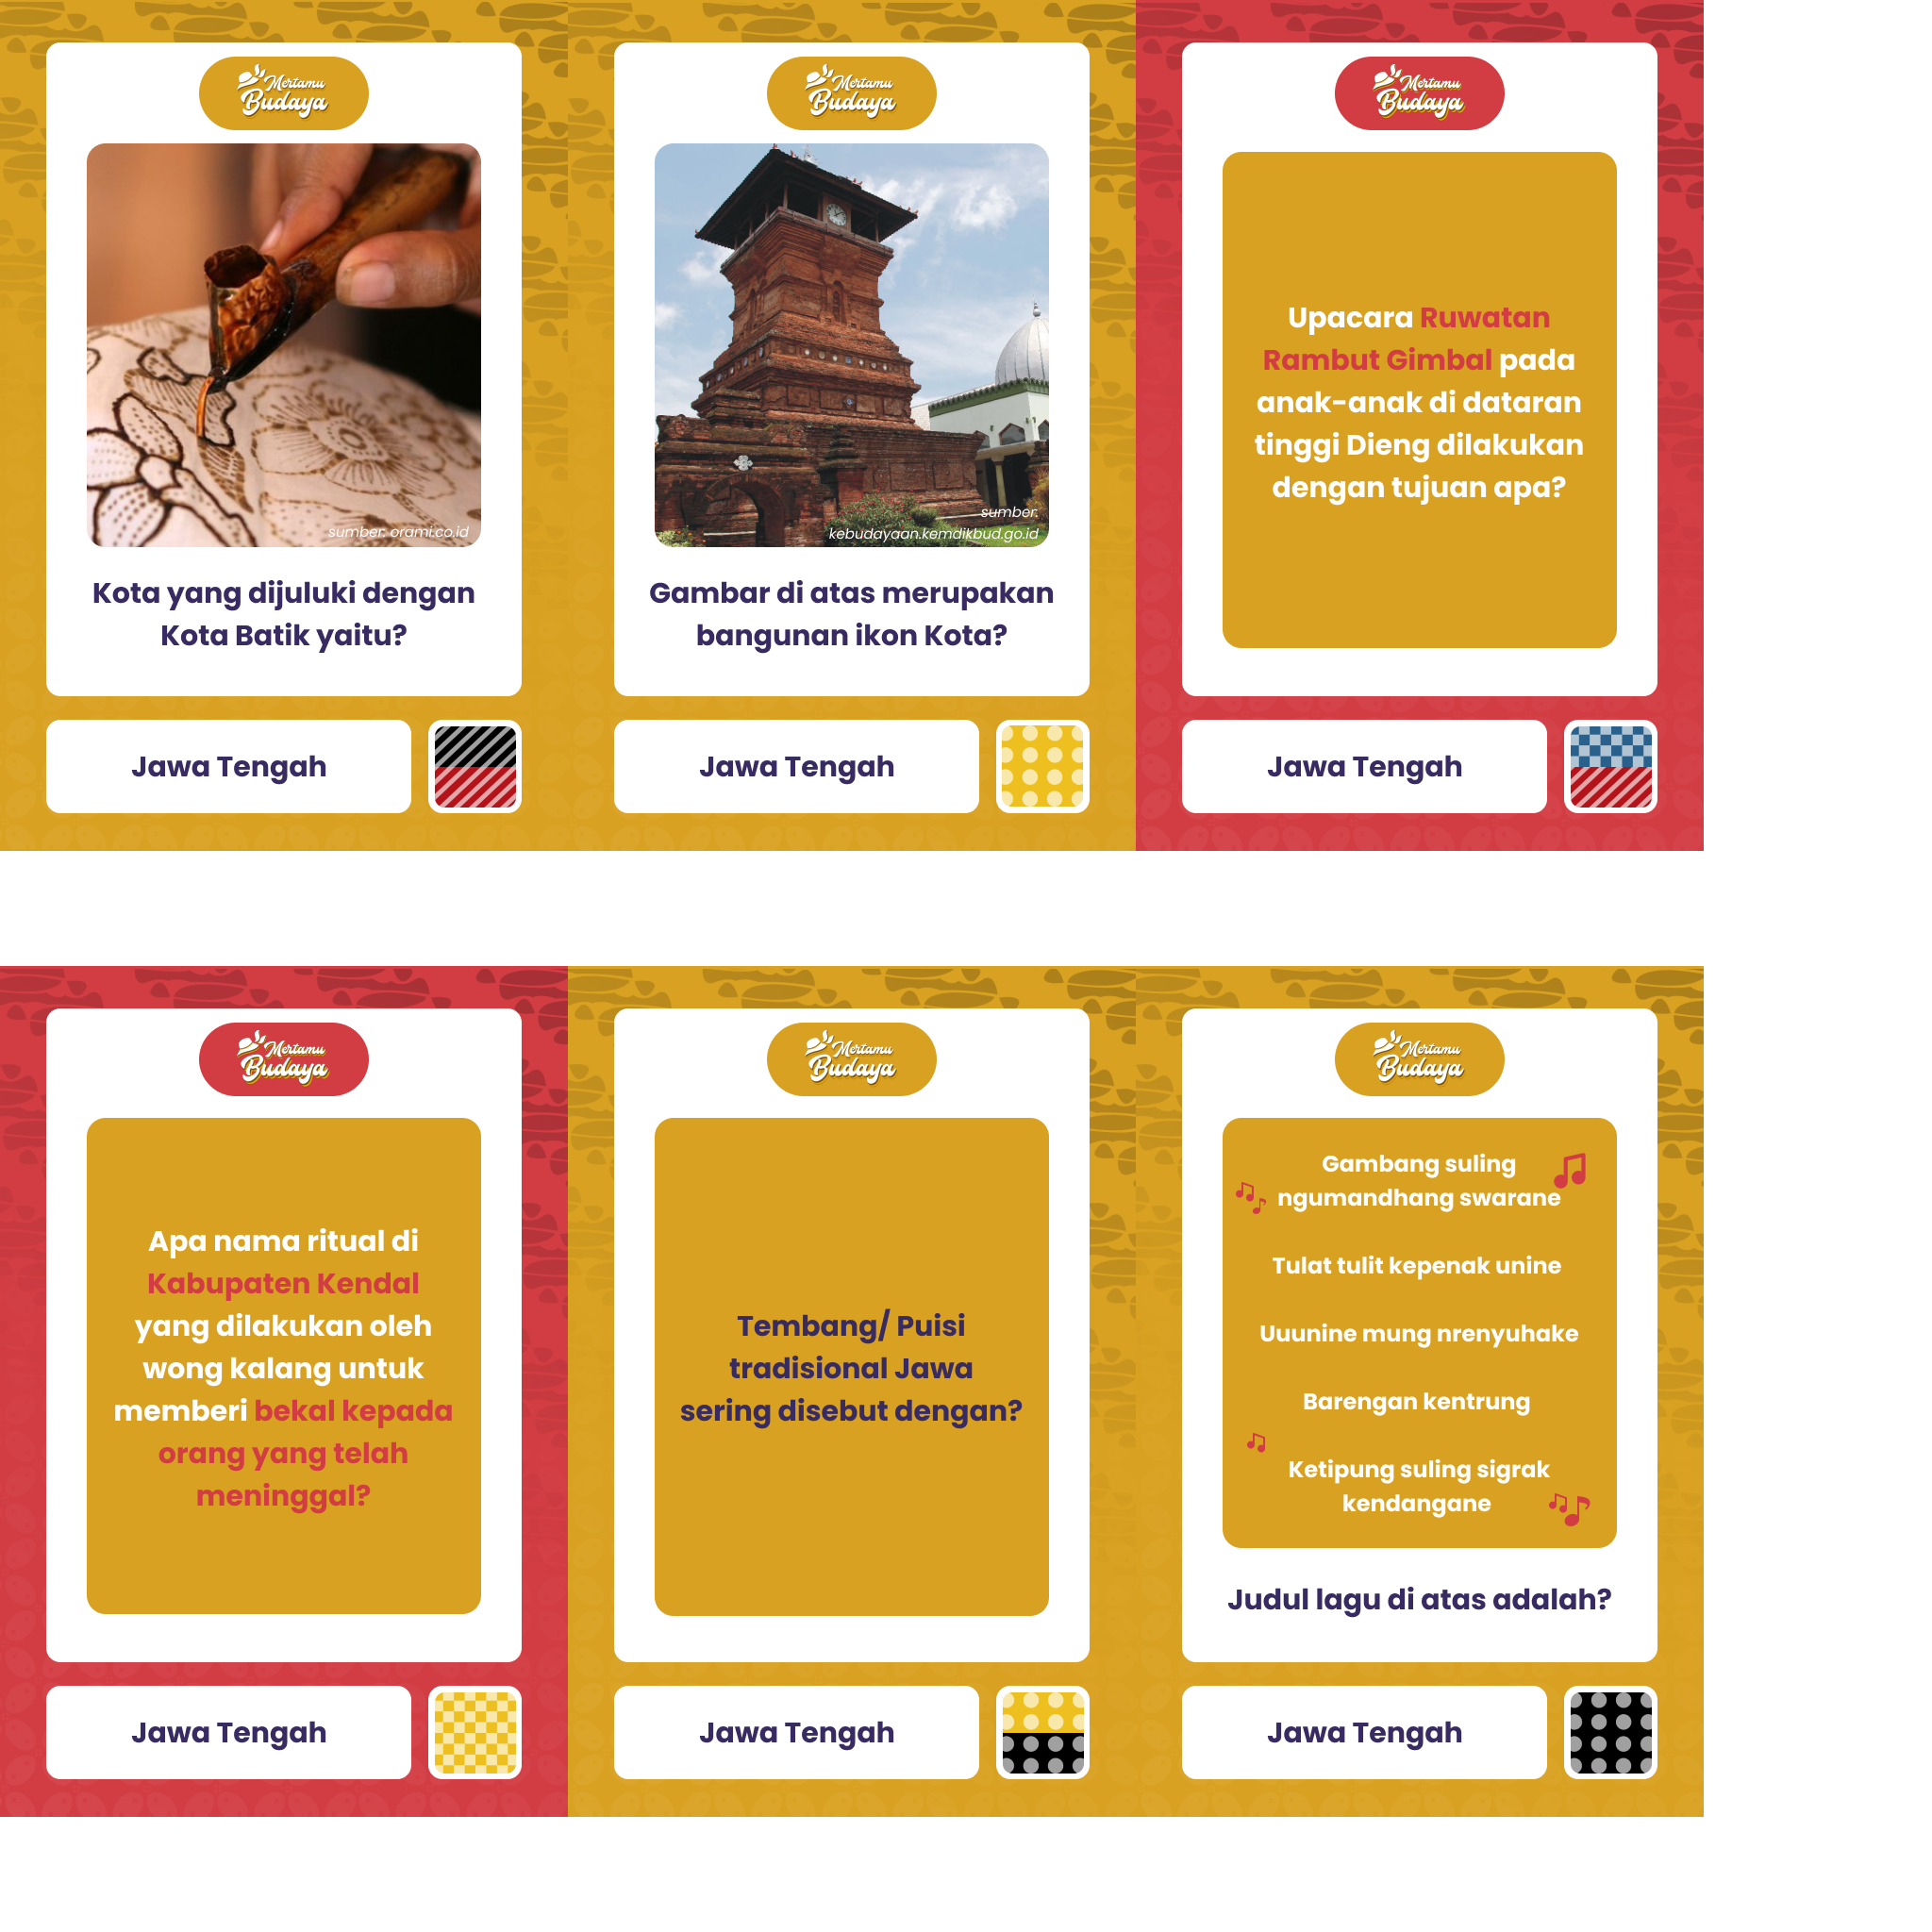 Mertamu
Budaya
sumber: orami.co.id
Kota yang dijuluki dengan
Kota Batik yaitu?
Jawa Tengah
Mertamu
Budaya
sumber:
kebudayaan.kemdikbud.go.id
Gambar di atas merupakan
bangunan ikon Kota?
Jawa Tengah
Mertamu
Budaya
Upacara Ruwatan
Rambut Gimbal pada
anak-anak di dataran
tinggi Dieng dilakukan
dengan tujuan apa?
Jawa Tengah
Mertamu
Budaya
Apa nama ritual di
Kabupaten Kendal
yang dilakukan oleh
wong kalang untuk
memberi bekal kepada
orang yang telah
meninggal?
Jawa Tengah
Mertamu
Budaya
Tembang/ Puisi
tradisional Jawa
sering disebut dengan?
Jawa Tengah
Mertamu
Budaya
Gambang suling
ngumandhang swarane
Tulat tulit kepenak unine
Uuunine mung nrenyuhake
Barengan kentrung
Ketipung suling sigrak
kendangane
Judul lagu di atas adalah?
Jawa Tengah